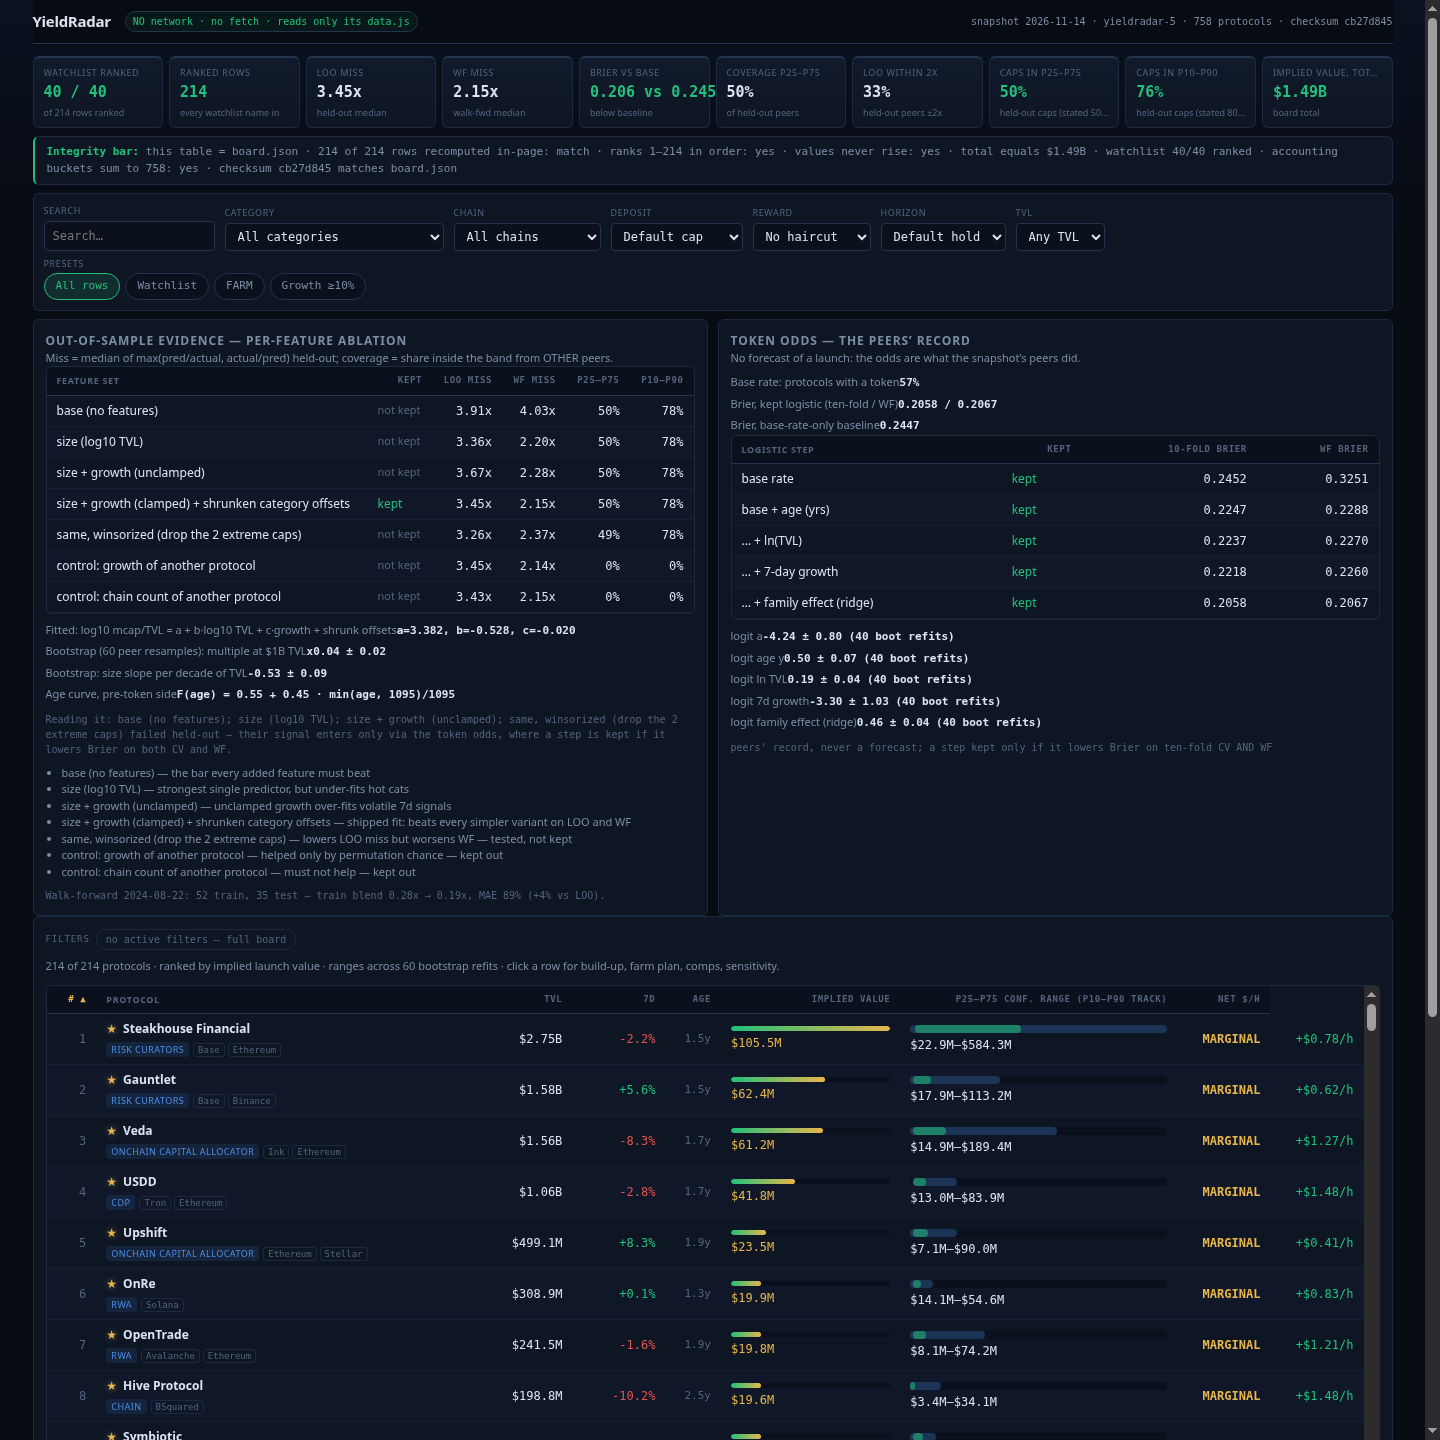 YieldRadar
NO network · no fetch · reads only its data.js
snapshot 2026-11-14 · yieldradar-5 · 758 protocols · checksum cb27d845
WATCHLIST RANKED
40 / 40
of 214 rows ranked
RANKED ROWS
214
every watchlist name in
LOO MISS
3.45x
held-out median
WF MISS
2.15x
walk-fwd median
BRIER VS BASE
0.206 vs 0.245
below baseline
COVERAGE P25–P75
50%
of held-out peers
LOO WITHIN 2X
33%
held-out peers ±2x
CAPS IN P25–P75
50%
held-out caps (stated 50…
CAPS IN P10–P90
76%
held-out caps (stated 80…
IMPLIED VALUE, TOT…
$1.49B
board total
Integrity bar: this table = board.json · 214 of 214 rows recomputed in-page: match · ranks 1–214 in order: yes · values never rise: yes · total equals $1.49B · watchlist 40/40 ranked · accounting
buckets sum to 758: yes · checksum cb27d845 matches board.json
SEARCH CATEGORY CHAIN DEPOSIT REWARD HORIZON TVL
Search… All categories All chains Default cap No haircut Default hold Any TVL
PRESETS
All rows Watchlist FARM Growth ≥10%
OUT-OF-SAMPLE EVIDENCE — PER-FEATURE ABLATION
Miss = median of max(pred/actual, actual/pred) held-out; coverage = share inside the band from OTHER peers.
FEATURE SET KEPT LOO MISS WF MISS P25–P75 P10–P90
base (no features) not kept 3.91x 4.03x 50% 78%
size (log10 TVL) not kept 3.36x 2.20x 50% 78%
size + growth (unclamped) not kept 3.67x 2.28x 50% 78%
size + growth (clamped) + shrunken category offsets kept 3.45x 2.15x 50% 78%
same, winsorized (drop the 2 extreme caps) not kept 3.26x 2.37x 49% 78%
control: growth of another protocol not kept 3.45x 2.14x 0% 0%
control: chain count of another protocol not kept 3.43x 2.15x 0% 0%
Fitted: log10 mcap/TVL = a + b·log10 TVL + c·growth + shrunk offsetsa=3.382, b=-0.528, c=-0.020
Bootstrap (60 peer resamples): multiple at $1B TVLx0.04 ± 0.02
Bootstrap: size slope per decade of TVL-0.53 ± 0.09
Age curve, pre-token sideF(age) = 0.55 + 0.45 · min(age, 1095)/1095
Reading it: base (no features); size (log10 TVL); size + growth (unclamped); same, winsorized (drop the 2
extreme caps) failed held-out — their signal enters only via the token odds, where a step is kept if it
lowers Brier on both CV and WF.
• base (no features) — the bar every added feature must beat
• size (log10 TVL) — strongest single predictor, but under-fits hot cats
• size + growth (unclamped) — unclamped growth over-fits volatile 7d signals
• size + growth (clamped) + shrunken category offsets — shipped fit: beats every simpler variant on LOO and WF
• same, winsorized (drop the 2 extreme caps) — lowers LOO miss but worsens WF — tested, not kept
• control: growth of another protocol — helped only by permutation chance — kept out
• control: chain count of another protocol — must not help — kept out
Walk-forward 2024-08-22: 52 train, 35 test — train blend 0.28x → 0.19x, MAE 89% (+4% vs LOO).
TOKEN ODDS — THE PEERS' RECORD
No forecast of a launch: the odds are what the snapshot's peers did.
Base rate: protocols with a token57%
Brier, kept logistic (ten-fold / WF)0.2058 / 0.2067
Brier, base-rate-only baseline0.2447
LOGISTIC STEP KEPT 10-FOLD BRIER WF BRIER
base rate kept 0.2452 0.3251
base + age (yrs) kept 0.2247 0.2288
… + ln(TVL) kept 0.2237 0.2270
… + 7-day growth kept 0.2218 0.2260
… + family effect (ridge) kept 0.2058 0.2067
logit a-4.24 ± 0.80 (40 boot refits)
logit age y0.50 ± 0.07 (40 boot refits)
logit ln TVL0.19 ± 0.04 (40 boot refits)
logit 7d growth-3.30 ± 1.03 (40 boot refits)
logit family effect (ridge)0.46 ± 0.04 (40 boot refits)
peers' record, never a forecast; a step kept only if it lowers Brier on ten-fold CV AND WF
FILTERS no active filters — full board
214 of 214 protocols · ranked by implied launch value · ranges across 60 bootstrap refits · click a row for build-up, farm plan, comps, sensitivity.
# ▲ PROTOCOL TVL 7D AGE IMPLIED VALUE P25–P75 CONF. RANGE (P10–P90 TRACK) NET $/H
1 ★ Steakhouse Financial $2.75B -2.2% 1.5y $105.5M $22.9M–$584.3M MARGINAL +$0.78/h
RISK CURATORS Base Ethereum
2 ★ Gauntlet $1.58B +5.6% 1.5y $62.4M $17.9M–$113.2M MARGINAL +$0.62/h
RISK CURATORS Base Binance
3 ★ Veda $1.56B -8.3% 1.7y $61.2M $14.9M–$189.4M MARGINAL +$1.27/h
ONCHAIN CAPITAL ALLOCATOR Ink Ethereum
4 ★ USDD $1.06B -2.8% 1.7y $41.8M $13.0M–$83.9M MARGINAL +$1.48/h
CDP Tron Ethereum
5 ★ Upshift $499.1M +8.3% 1.9y $23.5M $7.1M–$90.0M MARGINAL +$0.41/h
ONCHAIN CAPITAL ALLOCATOR Ethereum Stellar
6 ★ OnRe $308.9M +0.1% 1.3y $19.9M $14.1M–$54.6M MARGINAL +$0.83/h
RWA Solana
7 ★ OpenTrade $241.5M -1.6% 1.9y $19.8M $8.1M–$74.2M MARGINAL +$1.21/h
RWA Avalanche Ethereum
8 ★ Hive Protocol $198.8M -10.2% 2.5y $19.6M $3.4M–$34.1M MARGINAL +$1.48/h
CHAIN BSquared
★ Symbiotic